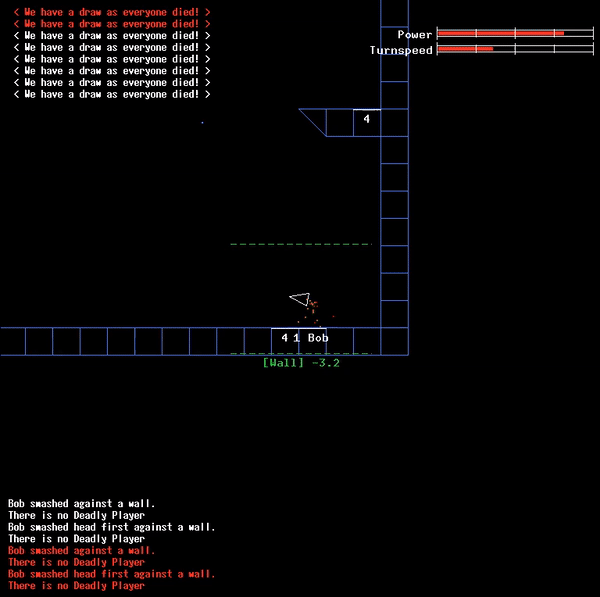 < We have a draw as everyone died! >
< We have a draw as everyone died! >
< We have a draw as everyone died! >
< We have a draw as everyone died! >
< We have a draw as everyone died! >
< We have a draw as everyone died! >
< We have a draw as everyone died! >
< We have a draw as everyone died! >
Power
Turnspeed
4
4 1 Bob
[Wall] -3.2
Bob smashed against a wall.
There is no Deadly Player
Bob smashed head first against a wall.
There is no Deadly Player
Bob smashed against a wall.
There is no Deadly Player
Bob smashed head first against a wall.
There is no Deadly Player